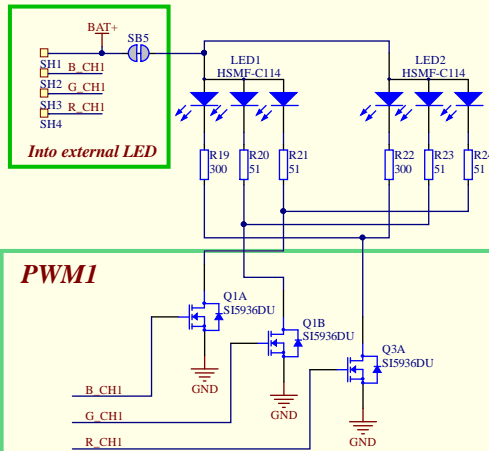 BAT+
SB5
SH1
B_CH1
SH2
G_CH1
SH3
R_CH1
SH4
Into external LED
LED1
HSMF-C114
LED2
HSMF-C114
R19
300
R20
51
R21
51
R22
300
R23
51
51
PWM1
Q1A
SI5936DU
Q1B
SI5936DU
Q3A
SI5936DU
GND
GND
GND
B_CH1
G_CH1
R_CH1